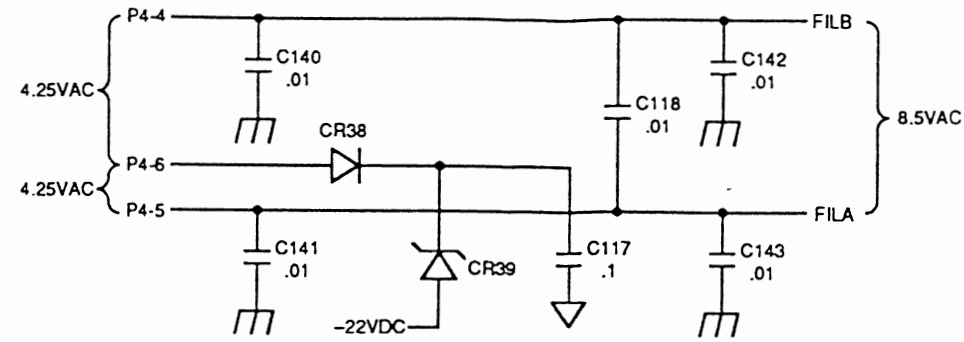 P4-4
FILB
C140
.01
C142
.01
4.25VAC
C118
.01
8.5VAC
CR38
P4-6
4.25VAC
P4-5
FILA
C141
.01
CR39
C117
.1
C143
.01
-22VDC